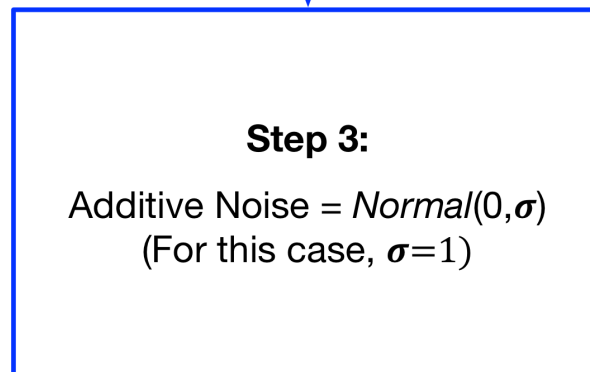 Step 3:
Additive Noise = Normal(0,σ)
(For this case, σ=1)